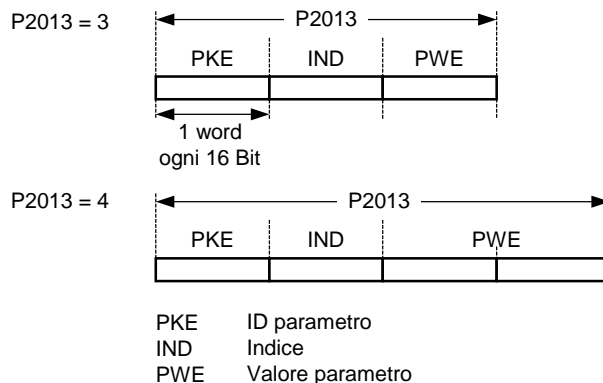 P2013 = 3
P2013
PKE IND PWE
1 word
ogni 16 Bit
P2013 = 4
P2013
PKE IND PWE
PKE ID parametro
IND Indice
PWE Valore parametro